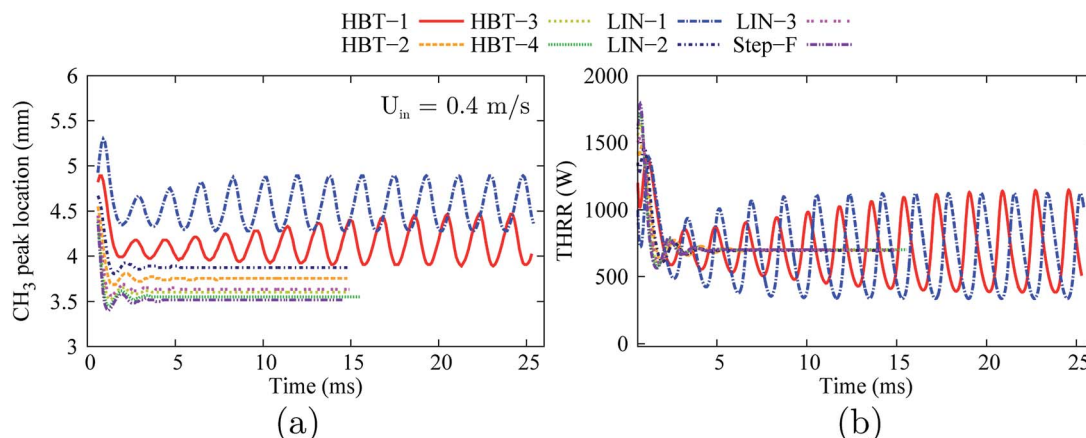 HBT−1 HBT−3 LIN−1 LIN−3
HBT−2 HBT−4 LIN−2 Step−F
6
5.5
5
4.5
4
3.5
3
CH3 peak location (mm)
U_in = 0.4 m/s
0 5 10 15 20 25
Time (ms)
(a)
2000
1500
1000
500
0
THRR (W)
5 10 15 20 25
Time (ms)
(b)